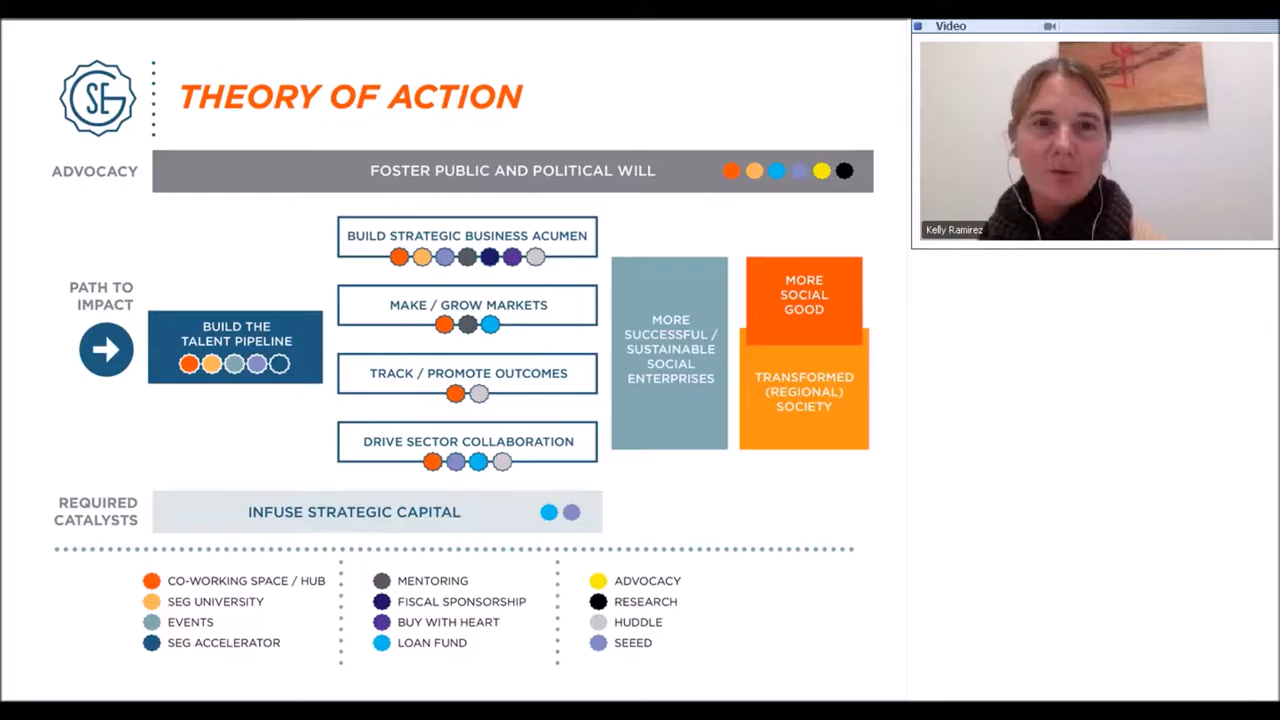 SEG
THEORY OF ACTION
ADVOCACY
FOSTER PUBLIC AND POLITICAL WILL
PATH TO
IMPACT
BUILD THE
TALENT PIPELINE
BUILD STRATEGIC BUSINESS ACUMEN
MAKE / GROW MARKETS
TRACK / PROMOTE OUTCOMES
DRIVE SECTOR COLLABORATION
MORE
SUCCESSFUL /
SUSTAINABLE
SOCIAL
ENTERPRISES
MORE
SOCIAL
GOOD
TRANSFORMED
(REGIONAL)
SOCIETY
REQUIRED
CATALYSTS
INFUSE STRATEGIC CAPITAL
CO-WORKING SPACE / HUB
SEG UNIVERSITY
EVENTS
SEG ACCELERATOR
MENTORING
FISCAL SPONSORSHIP
BUY WITH HEART
LOAN FUND
ADVOCACY
RESEARCH
HUDDLE
SEEED
Video
Kelly Ramirez